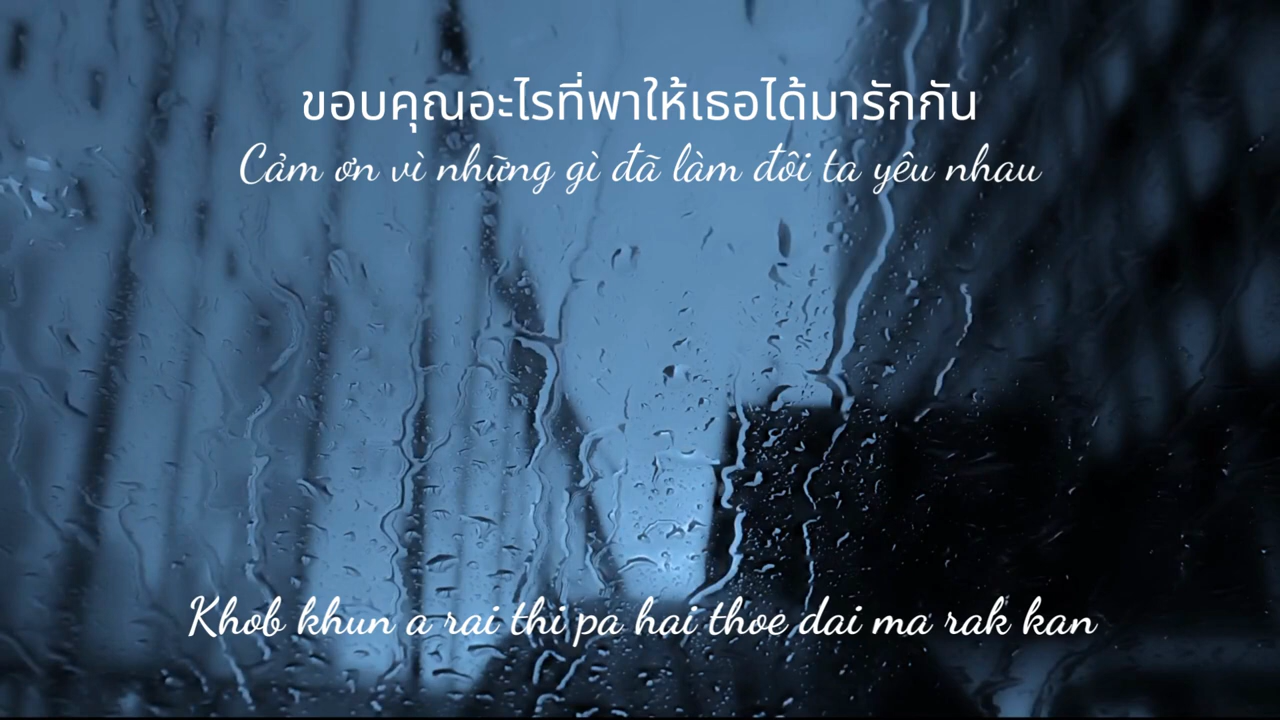 ขอบคุณอะไรที่พาให้เธอได้มารักกัน
Cảm ơn vì những gì đã làm đôi ta yêu nhau
Khob khun a rai thi pa hai thoe dai ma rak kan